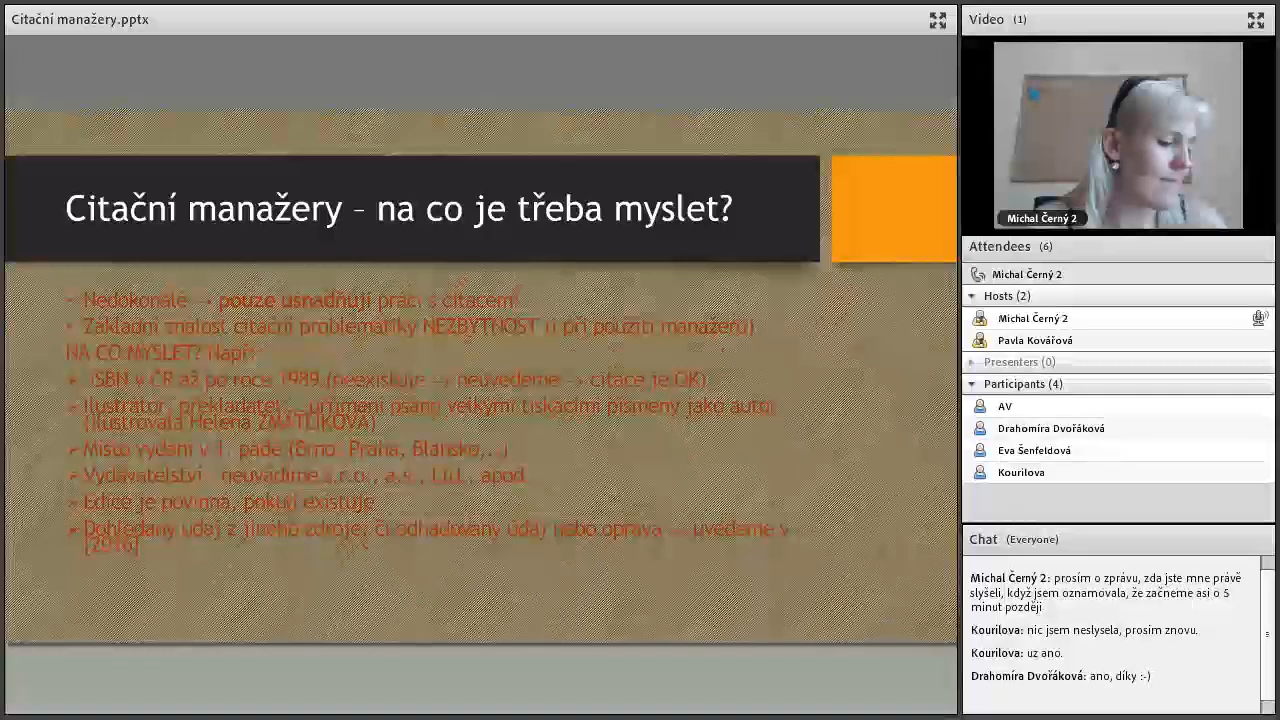 Citační manažery.pptx
Citační manažery – na co je třeba myslet?
Nedokonalé → pouze usnadňují práci s citacemi
Základní znalost citační problematiky NEZBYTNOST (i při použití manažerů)
NA CO MYSLET? Např.:
ISBN v ČR až po roce 1989 (neexistuje → neuvedeme → citace je OK)
Ilustrátor, překladatel… příjmení psáno velkými tiskacími písmeny jako autor
(ilustrovala Helena ZMATLÍKOVÁ)
Místo vydání v 1. pádě (Brno, Praha, Blansko,…)
Vydavatelství – neuvádíme s.r.o., a.s., Ltd., apod.
Edice je povinná, pokud existuje
Dohledaný údaj z jiného zdroje, či odhadovaný údaj nebo oprava → uvedeme v
[2016]
Video (1)
Michal Černý 2
Attendees (6)
Michal Černý 2
Hosts (2)
Michal Černý 2
Pavla Kovářová
Presenters (0)
Participants (4)
AV
Drahomíra Dvořáková
Eva Šenfeldová
Kourilova
Chat (Everyone)
Michal Černý 2: prosím o zprávu, zda jste mne právě
slyšeli, když jsem oznamovala, že začneme asi o 5
minut později
Kourilova: nic jsem neslysela, prosím znovu.
Kourilova: uz ano.
Drahomíra Dvořáková: ano, díky :-)